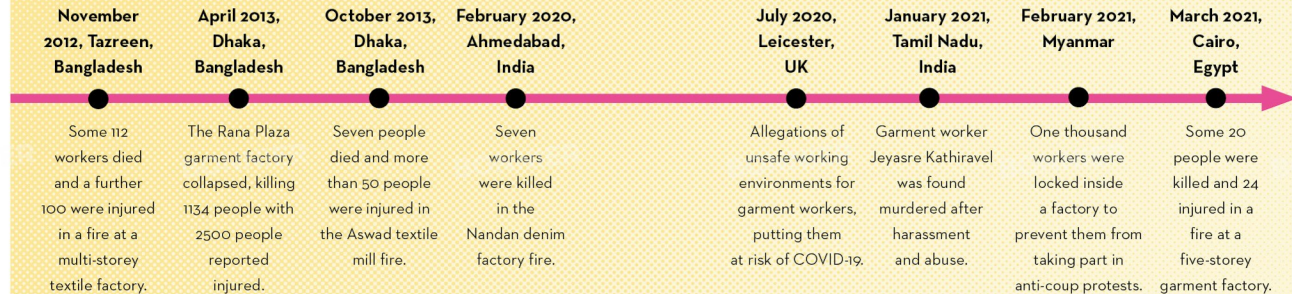 November
2012, Tazreen,
Bangladesh
Some 112
workers died
and a further
100 were injured
in a fire at a
multi-storey
textile factory.
April 2013,
Dhaka,
Bangladesh
The Rana Plaza
garment factory
collapsed, killing
1134 people with
2500 people
reported
injured.
October 2013,
Dhaka,
Bangladesh
Seven people
died and more
than 50 people
were injured in
the Aswad textile
mill fire.
February 2020,
Ahmedabad,
India
Seven
workers
were killed
in the
Nandan denim
factory fire.
July 2020,
Leicester,
UK
Allegations of
unsafe working
environments for
garment workers,
putting them
at risk of COVID-19.
January 2021,
Tamil Nadu,
India
Garment worker
Jeyasre Kathiravel
was found
murdered after
harassment
and abuse.
February 2021,
Myanmar
One thousand
workers were
locked inside
a factory to
prevent them from
taking part in
anti-coup protests.
March 2021,
Cairo,
Egypt
Some 20
people were
killed and 24
injured in a
fire at a
five-storey
garment factory.